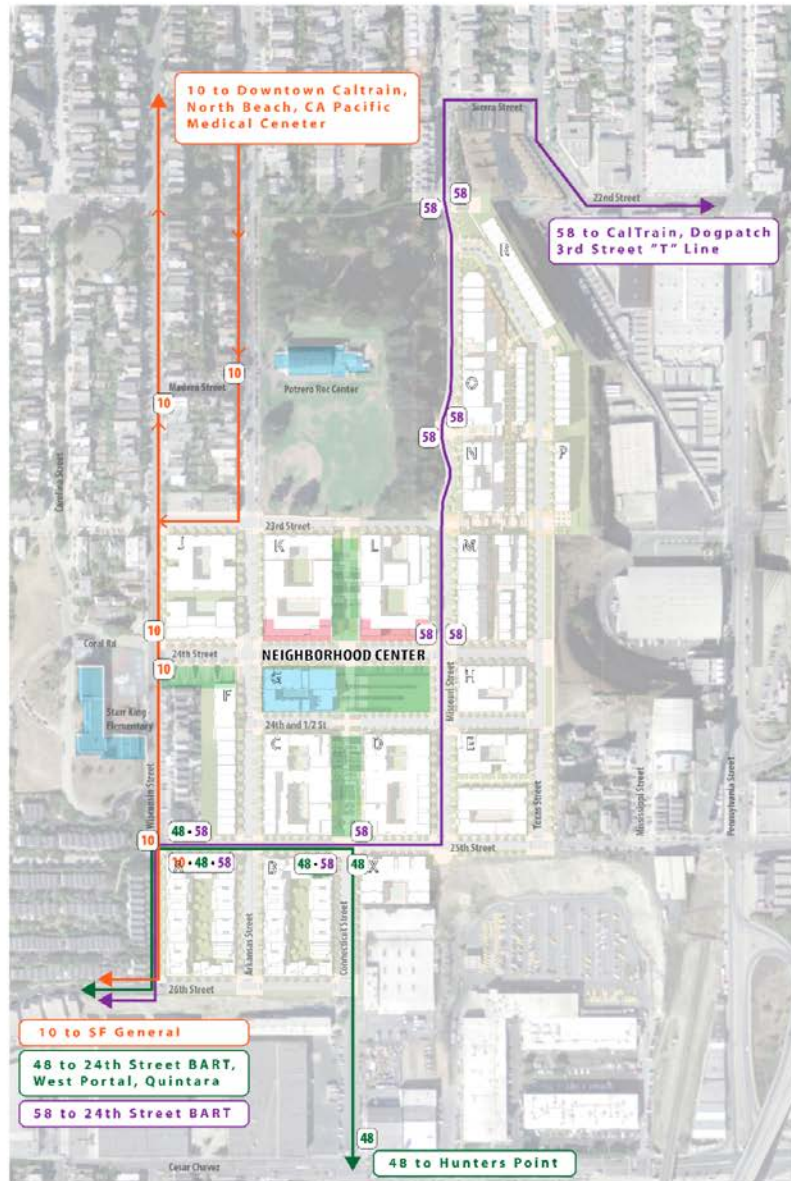 10 to Downtown Caltrain,
North Beach, CA Pacific
Medical Ceneter
Sierra Street
22nd Street
58
58
58 to CalTrain, Dogpatch
3rd Street "T" Line
R
Madera Street
10
Potrero Rec Center
10
O
58
58
N
P
Carolina Street
23rd Street
J
K
L
M
10
58
58
Coral Rd
24th Street
NEIGHBORHOOD CENTER
10
G
H
F
Starr King
Elementary
24th and 1/2 St
Missouri Street
C
D
E
Wisconsin Street
Texas Street
Mississippi Street
Pennsylvania Street
48 • 58
58
10
25th Street
10 • 48 • 58
B
48 • 58
48
X
Arkansas Street
Connecticut Street
26th Street
10 to SF General
48 to 24th Street BART,
West Portal, Quintara
58 to 24th Street BART
48
Cesar Chavez
48 to Hunters Point